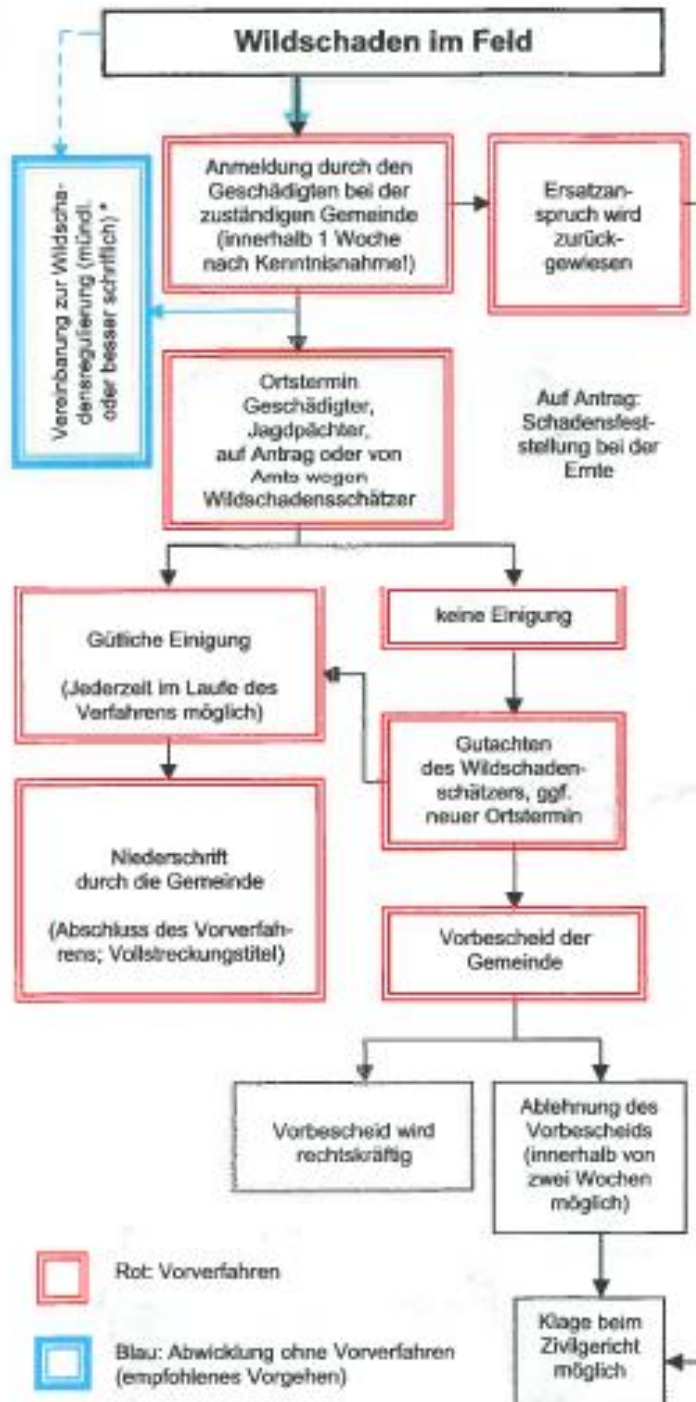 Wildschaden im Feld
Anmeldung durch den
Geschädigten bei der
zuständigen Gemeinde
(innerhalb 1 Woche
nach Kenntnisnahme!)
Ersatzan-
spruch wird
zurück-
gewiesen
Vereinbarung zur Wildscha-
densregulierung (mündl.
oder besser schriftlich) *
Ortstermin
Geschädigter,
Jagdpächter,
auf Antrag oder von
Amts wegen
Wildschadensschätzer
Auf Antrag:
Schadensfest-
stellung bei der
Ernte
Gütliche Einigung
(Jederzeit im Laufe des
Verfahrens möglich)
keine Einigung
Gutachten
des Wildschaden-
schätzers, ggf.
neuer Ortstermin
Niederschrift
durch die Gemeinde
(Abschluss des Vorverfah-
rens; Vollstreckungstitel)
Vorbescheid der
Gemeinde
Vorbescheid wird
rechtskräftig
Ablehnung des
Vorbescheids
(innerhalb von
zwei Wochen
möglich)
Rot: Vorverfahren
Blau: Abwicklung ohne Vorverfahren
(empfohlenes Vorgehen)
Klage beim
Zivilgericht
möglich